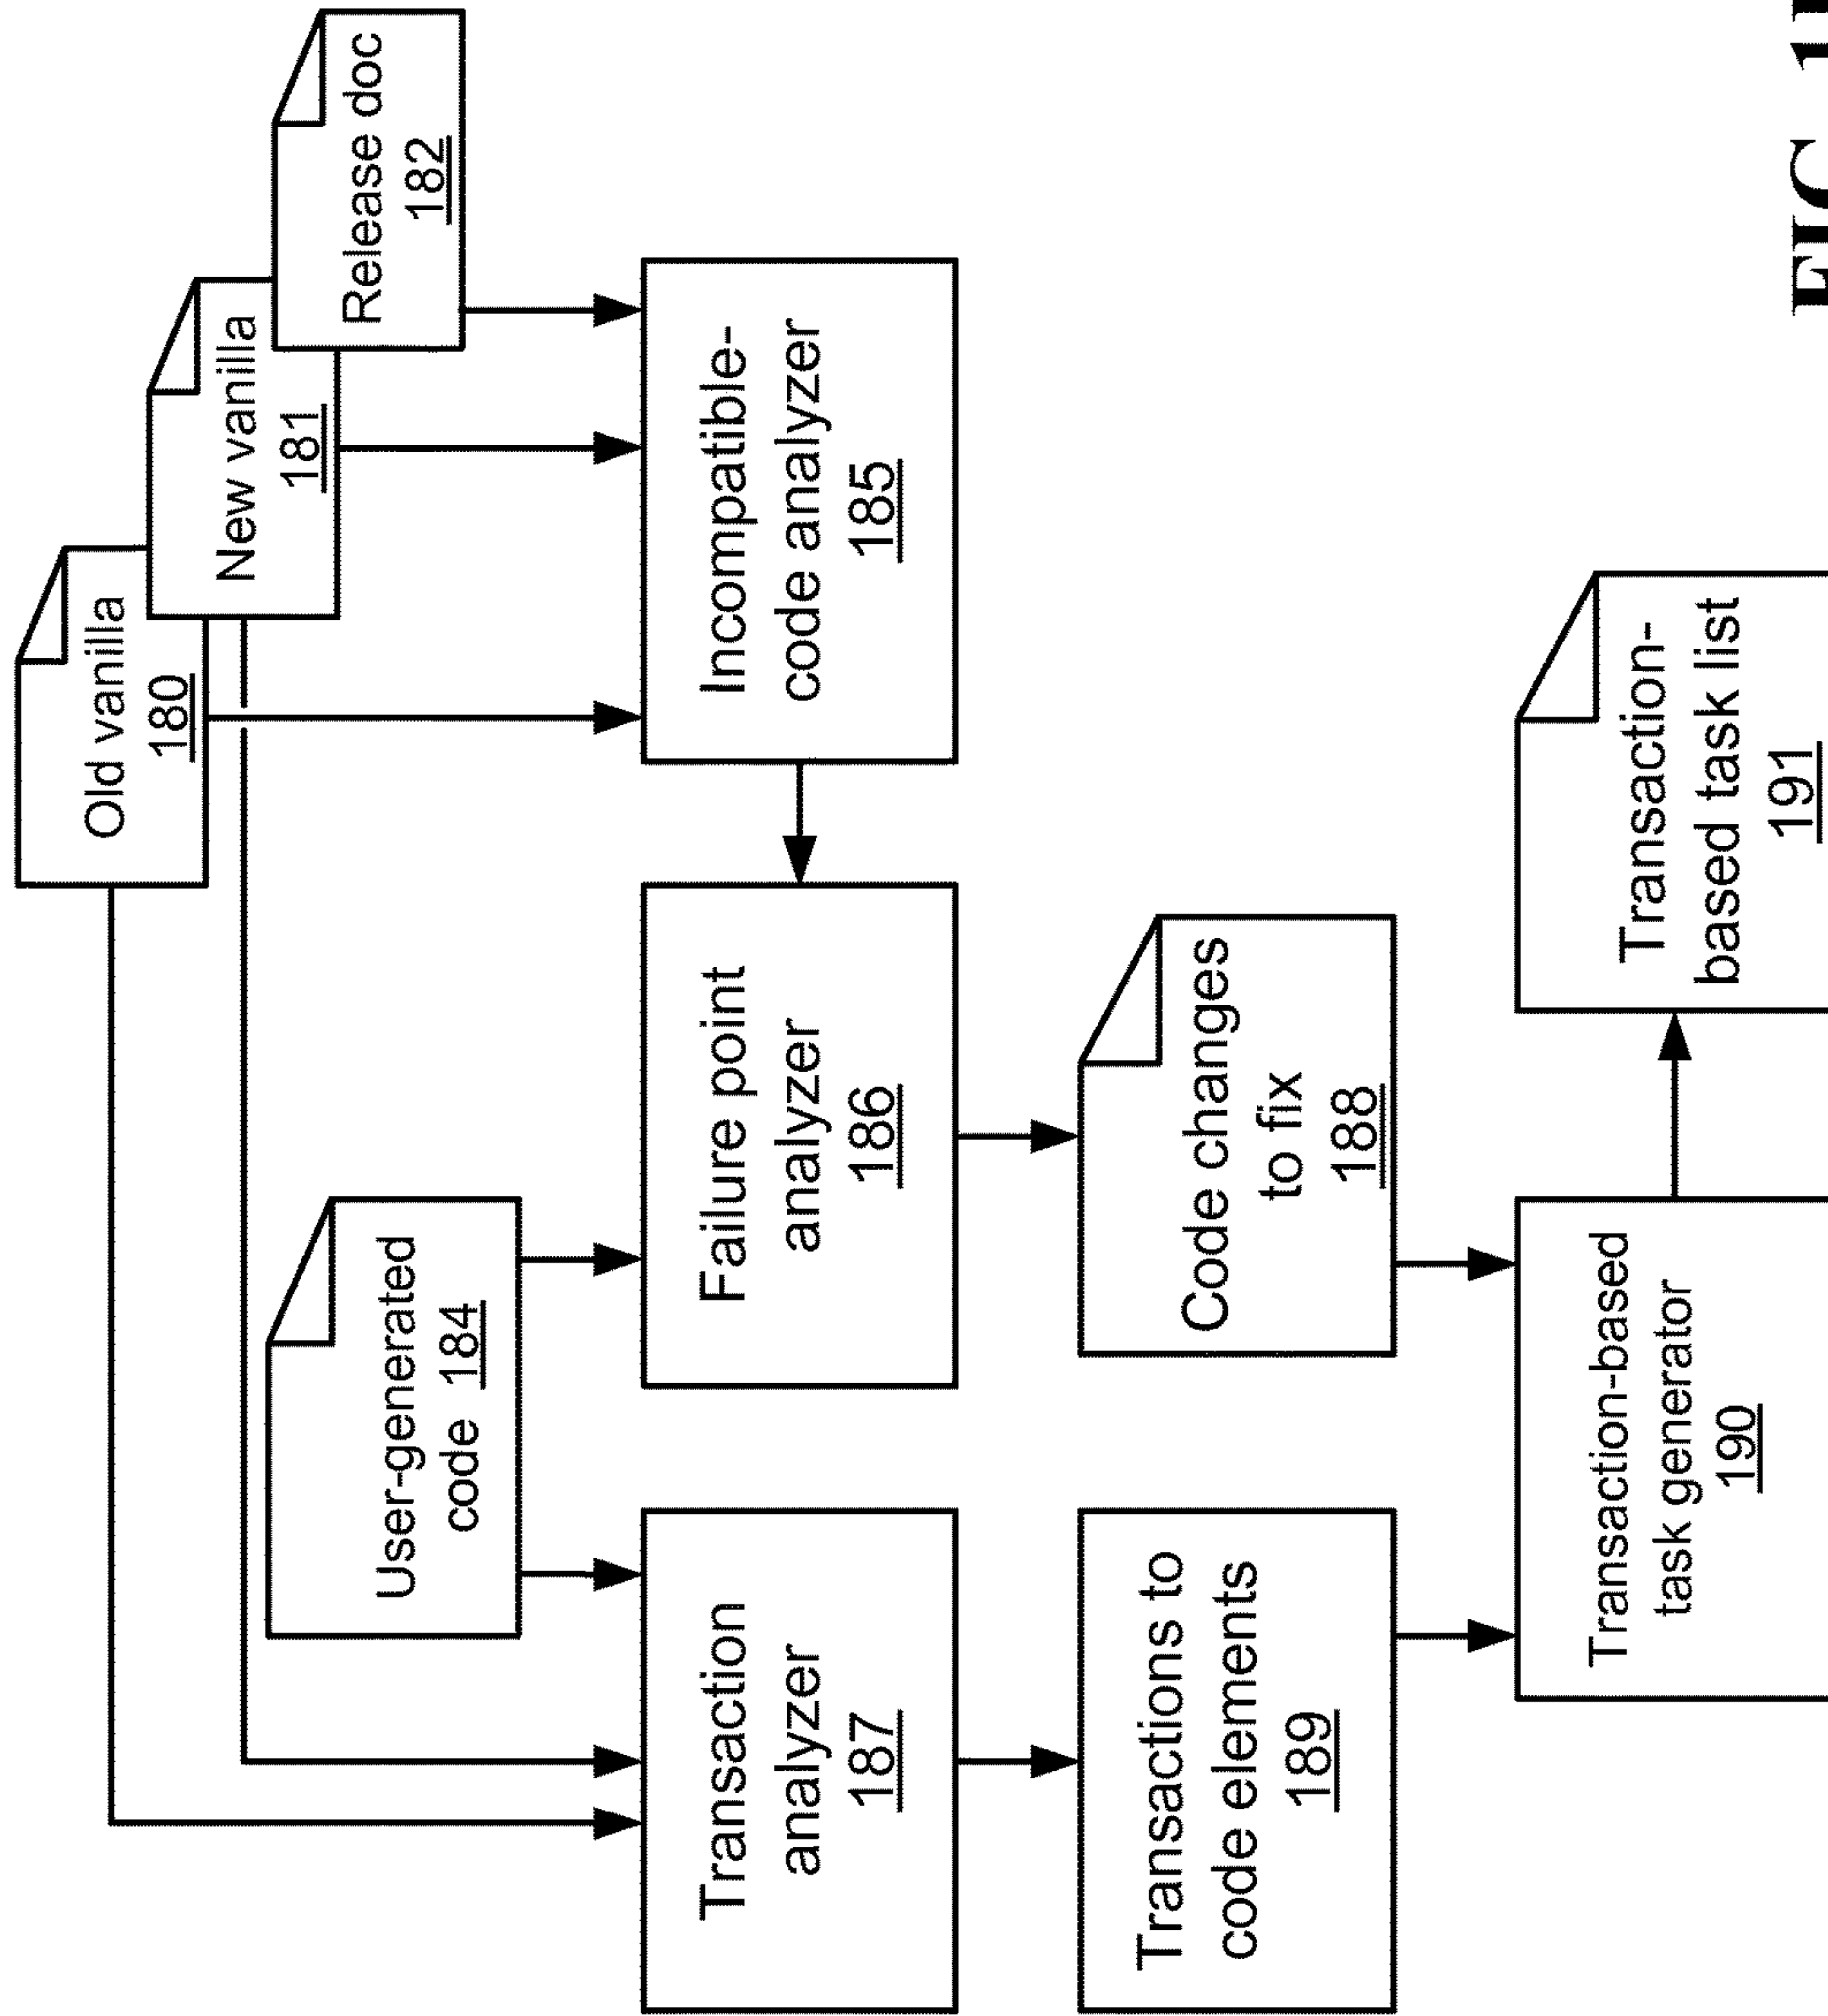 Old vanilla
180
New vanilla
181
Release doc
182
User-generated
code 184
Transaction
analyzer
187
Failure point
analyzer
186
Incompatible-
code analyzer
185
Transactions to
code elements
189
Code changes
to fix
188
Transaction-based
task generator
190
Transaction-
based task list
191